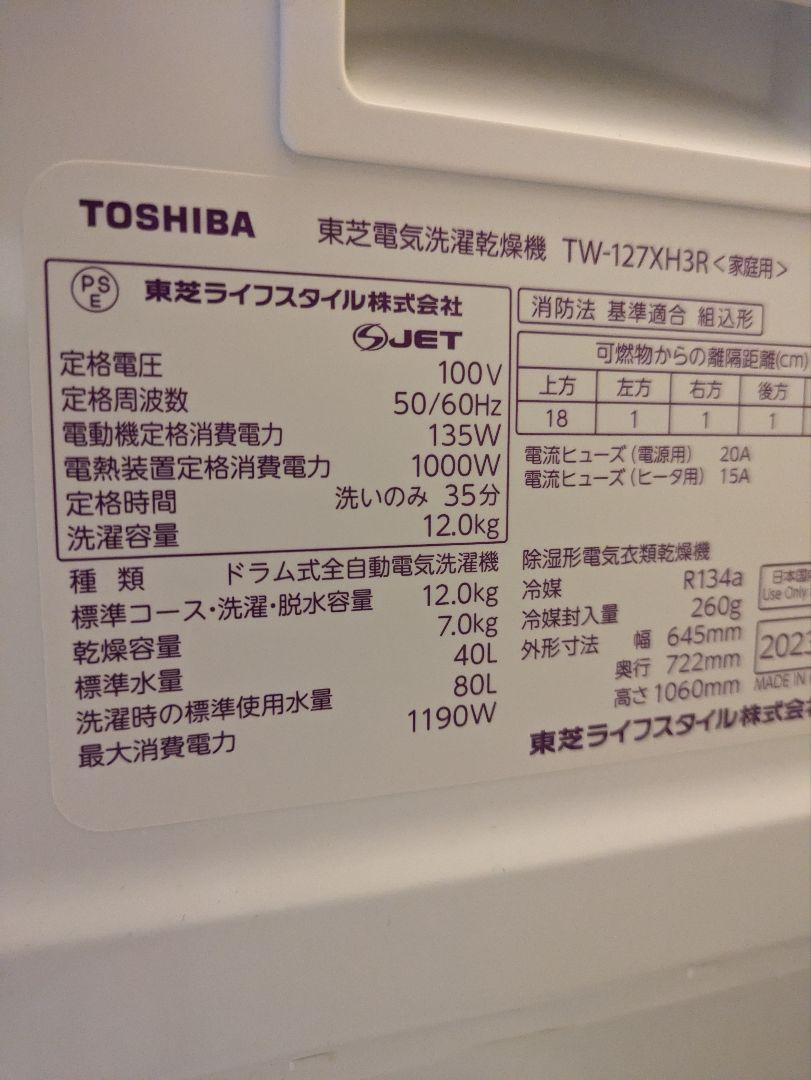 TOSHIBA
東芝電気洗濯乾燥機 TW-127XH3R<家庭用>
PS
E
東芝ライフスタイル株式会社
JET
定格電圧 100V
定格周波数 50/60Hz
電動機定格消費電力 135W
電熱装置定格消費電力 1000W
定格時間 洗いのみ 35分
洗濯容量 12.0kg
種 類 ドラム式全自動電気洗濯機
標準コース・洗濯・脱水容量 12.0kg
乾燥容量 7.0kg
標準水量 40L
洗濯時の標準使用水量 80L
最大消費電力 1190W
消防法 基準適合 組込形
可燃物からの離隔距離(cm)
上方 左方 右方 後方
18 1 1 1
電流ヒューズ(電源用) 20A
電流ヒューズ(ヒータ用) 15A
除湿形電気衣類乾燥機
冷媒 R134a
冷媒封入量 260g
外形寸法 幅 645mm
奥行 722mm
高さ 1060mm
日本国
Use Only
2023
MADE IN
東芝ライフスタイル株式会